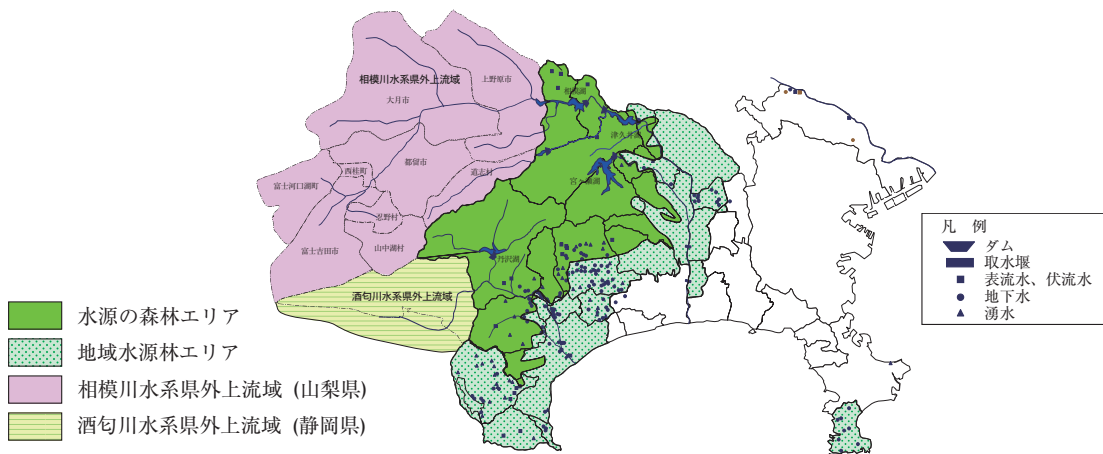 相模川水系県外上流域
上野原市
大月市
相模湖
津久井湖
都留市
西桂町
道志村
富士河口湖町
宮ヶ瀬湖
忍野村
富士吉田市
山中湖村
丹沢湖
酒匂川水系県外上流域
凡 例
ダム
取水堰
表流水、伏流水
地下水
湧水
水源の森林エリア
地域水源林エリア
相模川水系県外上流域 (山梨県)
酒匂川水系県外上流域 (静岡県)